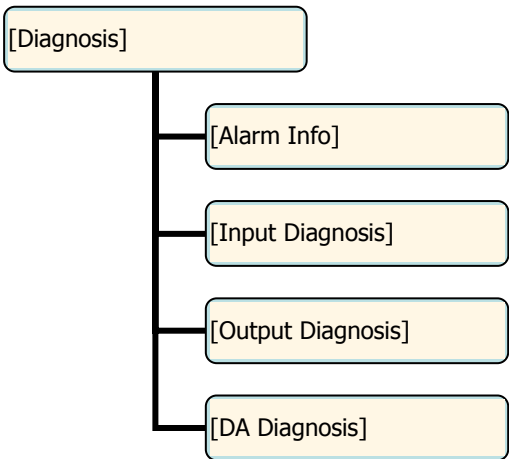 [Diagnosis]
[Alarm Info]
[Input Diagnosis]
[Output Diagnosis]
[DA Diagnosis]